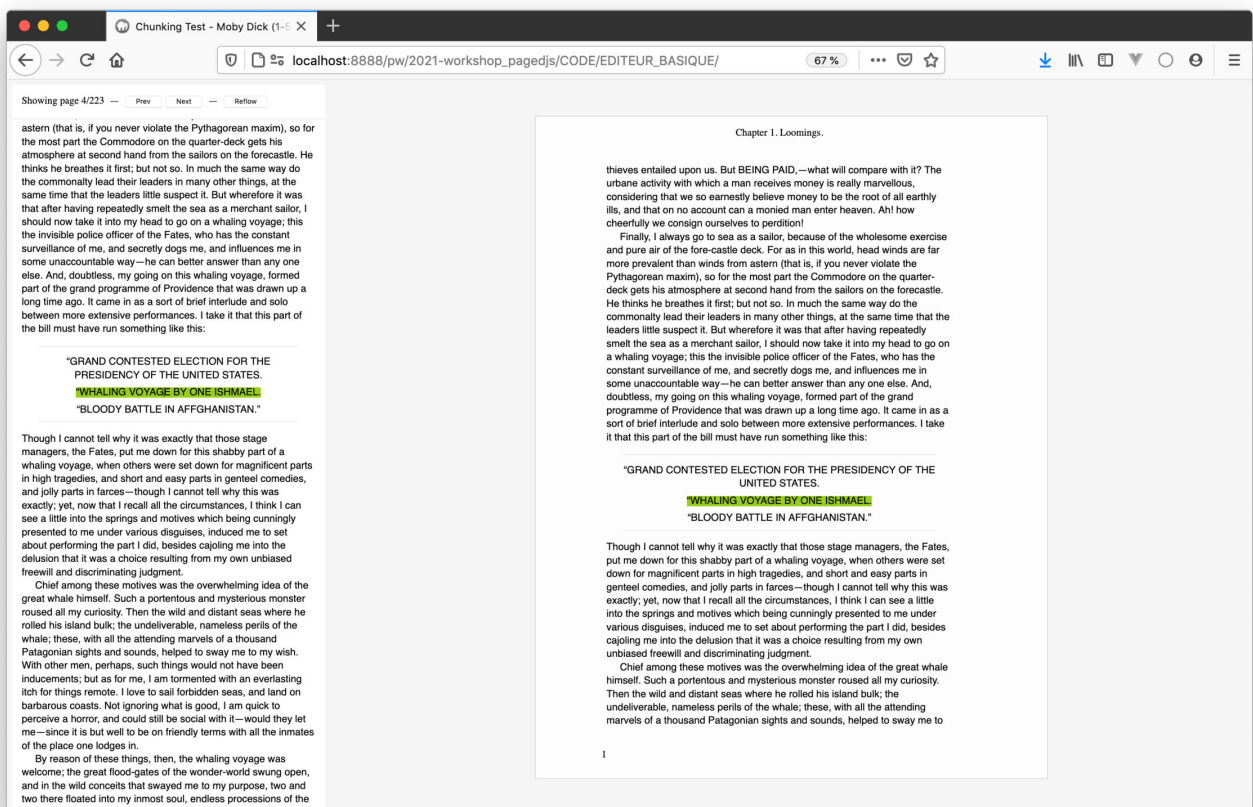 Chunking Test - Moby Dick (1-5
localhost:8888/pw/2021-workshop_pagedjs/CODE/EDITEUR_BASIQUE/
67 %
Showing page 4/223 — Prev Next — Reflow
astern (that is, if you never violate the Pythagorean maxim), so for
the most part the Commodore on the quarter-deck gets his
atmosphere at second hand from the sailors on the forecastle. He
thinks he breathes it first; but not so. In much the same way do
the commonalty lead their leaders in many other things, at the
same time that the leaders little suspect it. But wherefore it was
that after having repeatedly smelt the sea as a merchant sailor, I
should now take it into my head to go on a whaling voyage; this
the invisible police officer of the Fates, who has the constant
surveillance of me, and secretly dogs me, and influences me in
some unaccountable way—he can better answer than any one
else. And, doubtless, my going on this whaling voyage, formed
part of the grand programme of Providence that was drawn up a
long time ago. It came in as a sort of brief interlude and solo
between more extensive performances. I take it that this part of
the bill must have run something like this:
“GRAND CONTESTED ELECTION FOR THE
PRESIDENCY OF THE UNITED STATES.
“WHALING VOYAGE BY ONE ISHMAEL.
“BLOODY BATTLE IN AFFGHANISTAN.”
Though I cannot tell why it was exactly that those stage
managers, the Fates, put me down for this shabby part of a
whaling voyage, when others were set down for magnificent parts
in high tragedies, and short and easy parts in genteel comedies,
and jolly parts in farces—though I cannot tell why this was
exactly; yet, now that I recall all the circumstances, I think I can
see a little into the springs and motives which being cunningly
presented to me under various disguises, induced me to set
about performing the part I did, besides cajoling me into the
delusion that it was a choice resulting from my own unbiased
freewill and discriminating judgment.
Chief among these motives was the overwhelming idea of the
great whale himself. Such a portentous and mysterious monster
roused all my curiosity. Then the wild and distant seas where he
rolled his island bulk; the undeliverable, nameless perils of the
whale; these, with all the attending marvels of a thousand
Patagonian sights and sounds, helped to sway me to my wish.
With other men, perhaps, such things would not have been
inducements; but as for me, I am tormented with an everlasting
itch for things remote. I love to sail forbidden seas, and land on
barbarous coasts. Not ignoring what is good, I am quick to
perceive a horror, and could still be social with it—would they let
me—since it is but well to be on friendly terms with all the inmates
of the place one lodges in.
By reason of these things, then, the whaling voyage was
welcome; the great flood-gates of the wonder-world swung open,
and in the wild conceits that swayed me to my purpose, two and
two there floated into my inmost soul, endless processions of the
Chapter 1. Loomings.
thieves entailed upon us. But BEING PAID,—what will compare with it? The
urbane activity with which a man receives money is really marvellous,
considering that we so earnestly believe money to be the root of all earthly
ills, and that on no account can a monied man enter heaven. Ah! how
cheerfully we consign ourselves to perdition!
Finally, I always go to sea as a sailor, because of the wholesome exercise
and pure air of the fore-castle deck. For as in this world, head winds are far
more prevalent than winds from astern (that is, if you never violate the
Pythagorean maxim), so for the most part the Commodore on the quarter-
deck gets his atmosphere at second hand from the sailors on the forecastle.
He thinks he breathes it first; but not so. In much the same way do the
commonalty lead their leaders in many other things, at the same time that the
leaders little suspect it. But wherefore it was that after having repeatedly
smelt the sea as a merchant sailor, I should now take it into my head to go on
a whaling voyage; this the invisible police officer of the Fates, who has the
constant surveillance of me, and secretly dogs me, and influences me in
some unaccountable way—he can better answer than any one else. And,
doubtless, my going on this whaling voyage, formed part of the grand
programme of Providence that was drawn up a long time ago. It came in as a
sort of brief interlude and solo between more extensive performances. I take
it that this part of the bill must have run something like this:
“GRAND CONTESTED ELECTION FOR THE PRESIDENCY OF THE
UNITED STATES.
“WHALING VOYAGE BY ONE ISHMAEL.
“BLOODY BATTLE IN AFFGHANISTAN.”
Though I cannot tell why it was exactly that those stage managers, the Fates,
put me down for this shabby part of a whaling voyage, when others were set
down for magnificent parts in high tragedies, and short and easy parts in
genteel comedies, and jolly parts in farces—though I cannot tell why this was
exactly; yet, now that I recall all the circumstances, I think I can see a little
into the springs and motives which being cunningly presented to me under
various disguises, induced me to set about performing the part I did, besides
cajoling me into the delusion that it was a choice resulting from my own
unbiased freewill and discriminating judgment.
Chief among these motives was the overwhelming idea of the great whale
himself. Such a portentous and mysterious monster roused all my curiosity.
Then the wild and distant seas where he rolled his island bulk; the
undeliverable, nameless perils of the whale; these, with all the attending
marvels of a thousand Patagonian sights and sounds, helped to sway me to
1